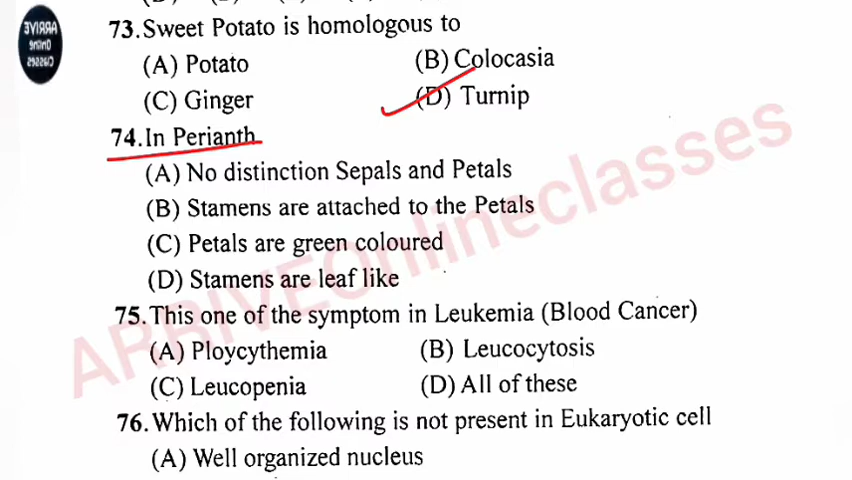 ARRIVE
Online
Classes
73. Sweet Potato is homologous to
(A) Potato (B) Colocasia
(C) Ginger (D) Turnip
74. In Perianth
(A) No distinction Sepals and Petals
(B) Stamens are attached to the Petals
(C) Petals are green coloured
(D) Stamens are leaf like
75. This one of the symptom in Leukemia (Blood Cancer)
(A) Ploycythemia (B) Leucocytosis
(C) Leucopenia (D) All of these
76. Which of the following is not present in Eukaryotic cell
(A) Well organized nucleus
ARRIVEonlineclasses